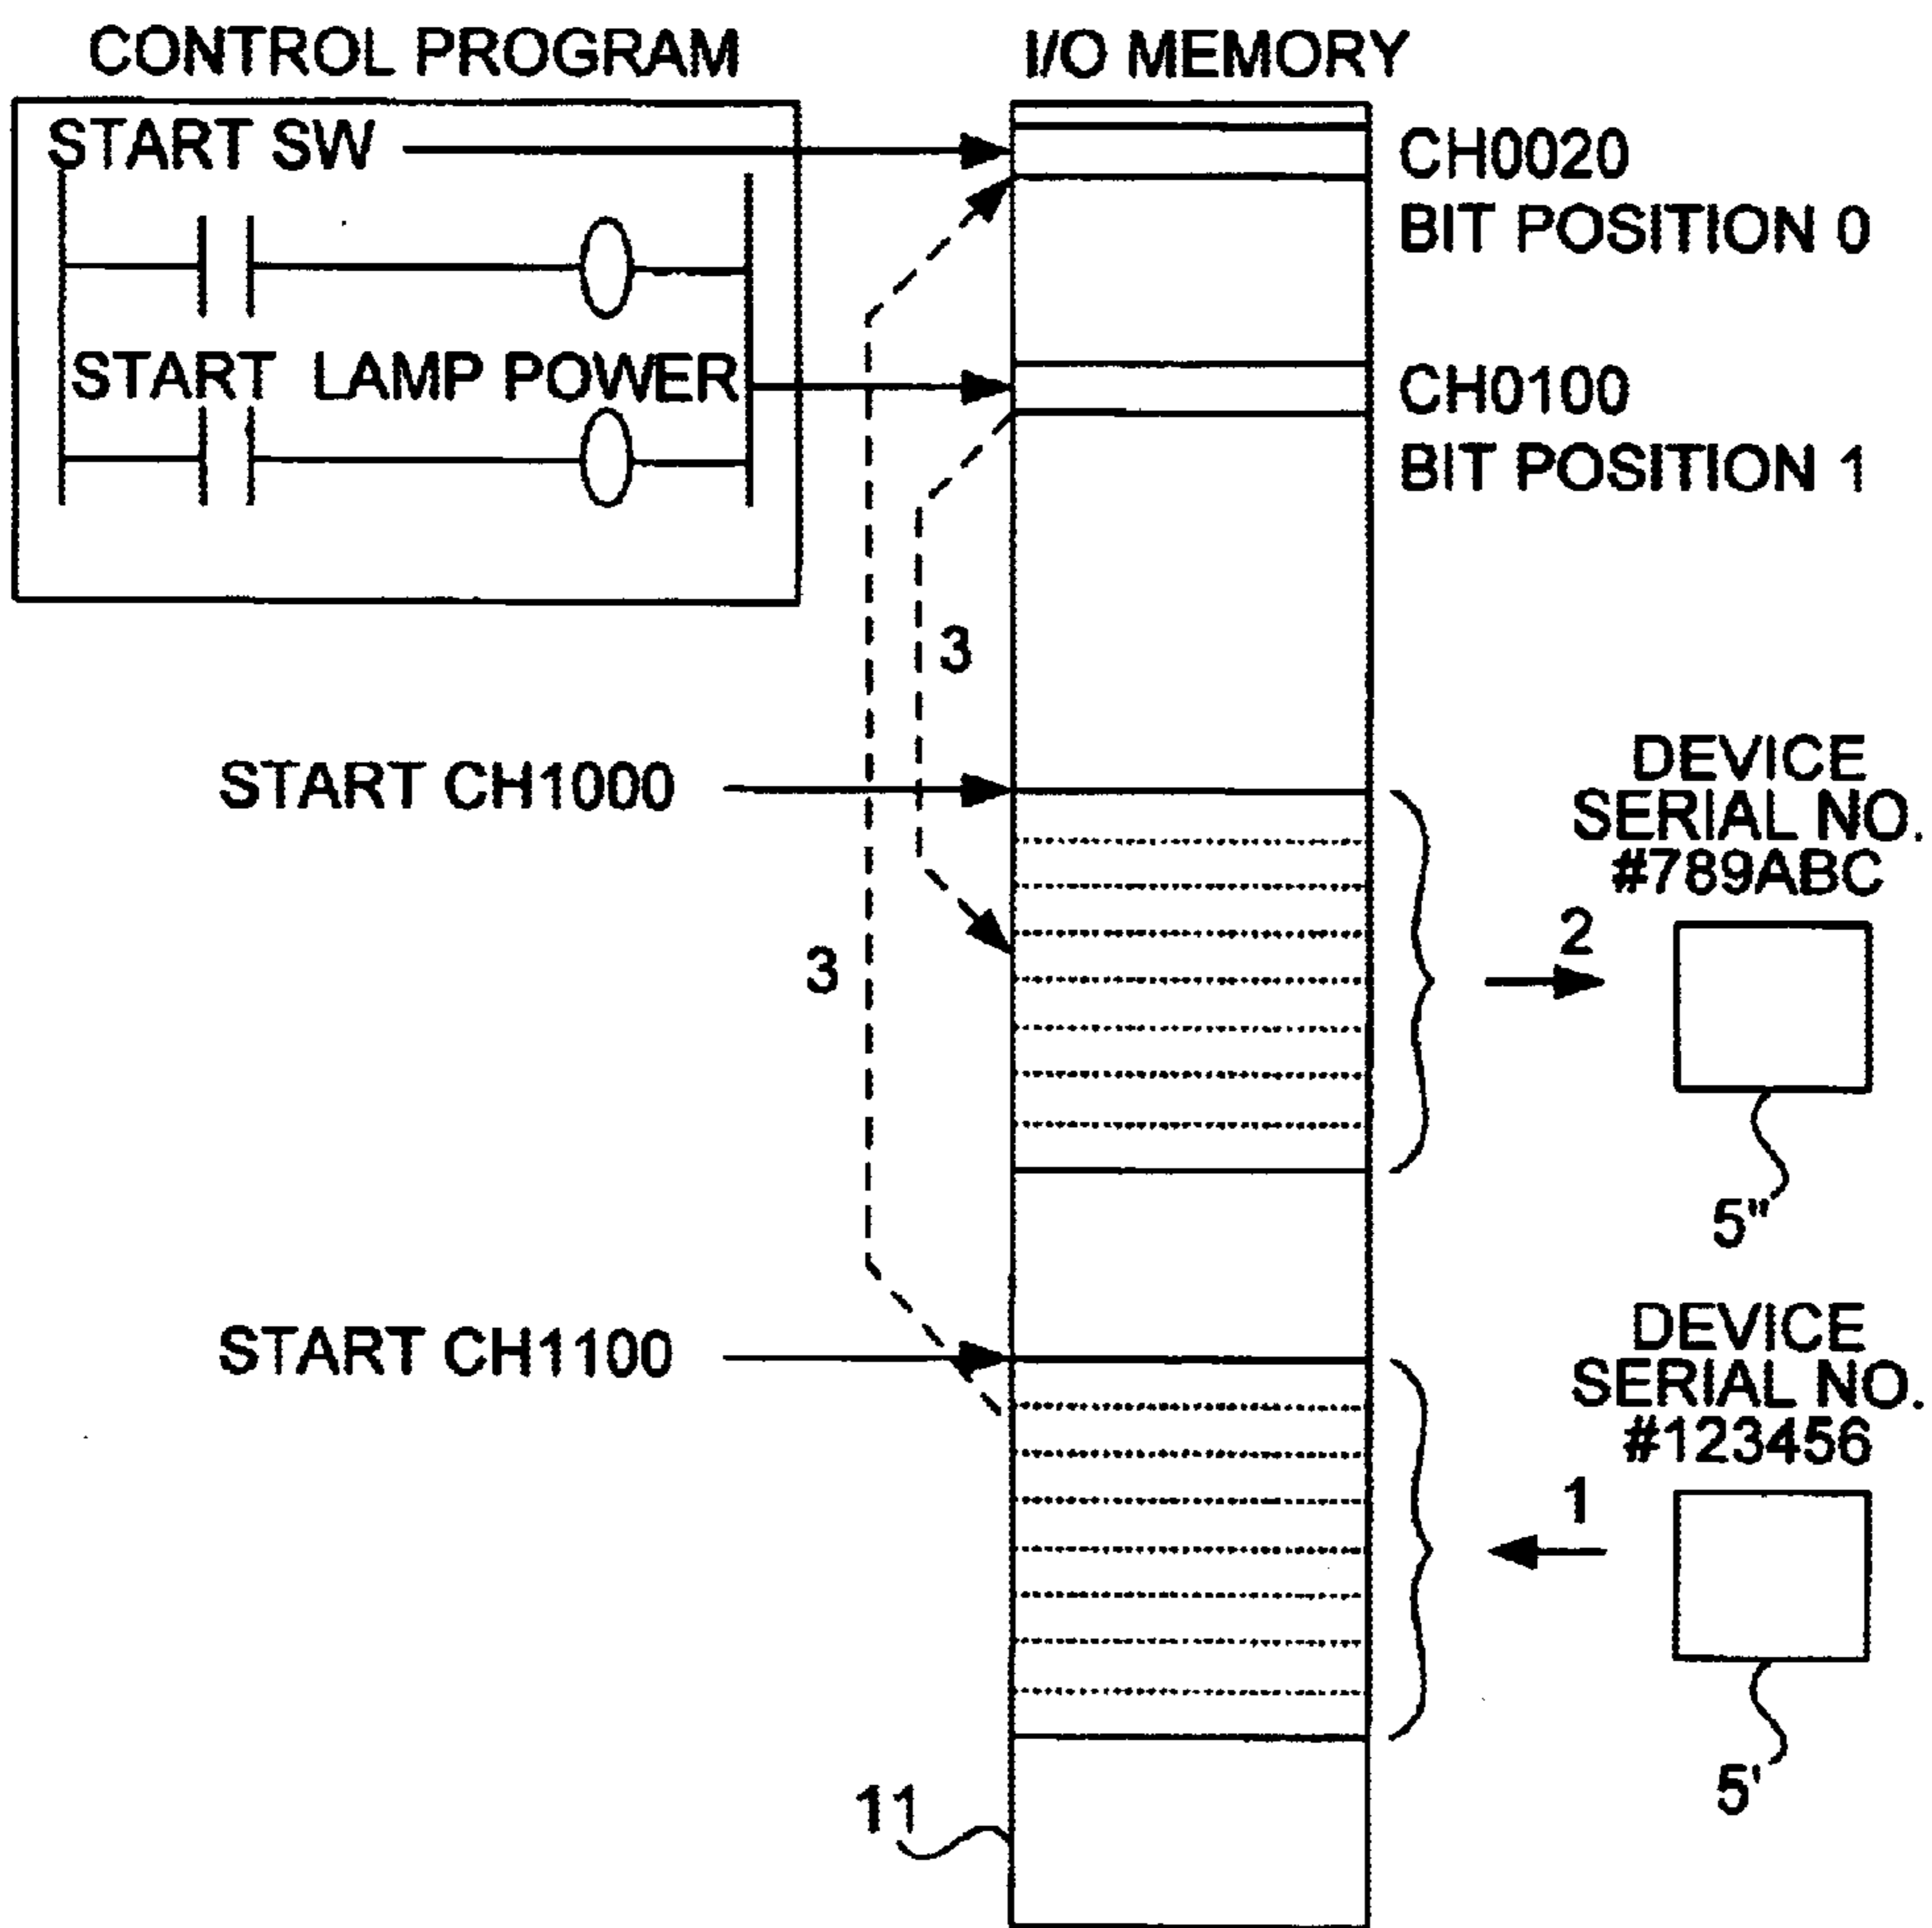 CONTROL PROGRAM
I/O MEMORY
START SW
CH0020
BIT POSITION 0
START LAMP POWER
CH0100
BIT POSITION 1
3
START CH1000
DEVICE
SERIAL NO.
#789ABC
2
3
5"
START CH1100
DEVICE
SERIAL NO.
#123456
1
5'
11